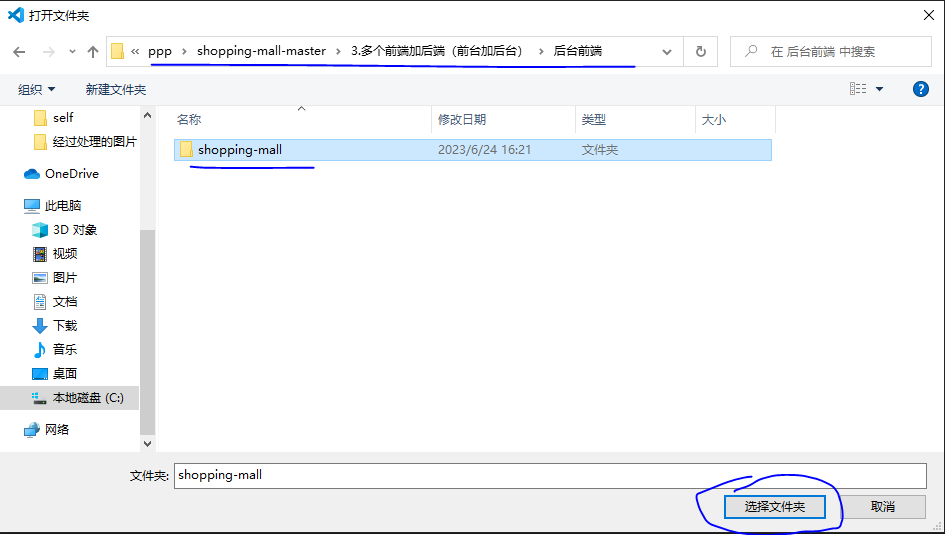 打开文件夹
« ppp › shopping-mall-master › 3.多个前端加后端（前台加后台） › 后台前端
在 后台前端 中搜索
组织 新建文件夹
?
名称 修改日期 类型 大小
shopping-mall 2023/6/24 16:21 文件夹
self
经过处理的图片
OneDrive
此电脑
3D 对象
视频
图片
文档
下载
音乐
桌面
本地磁盘 (C:)
网络
文件夹: shopping-mall
选择文件夹 取消